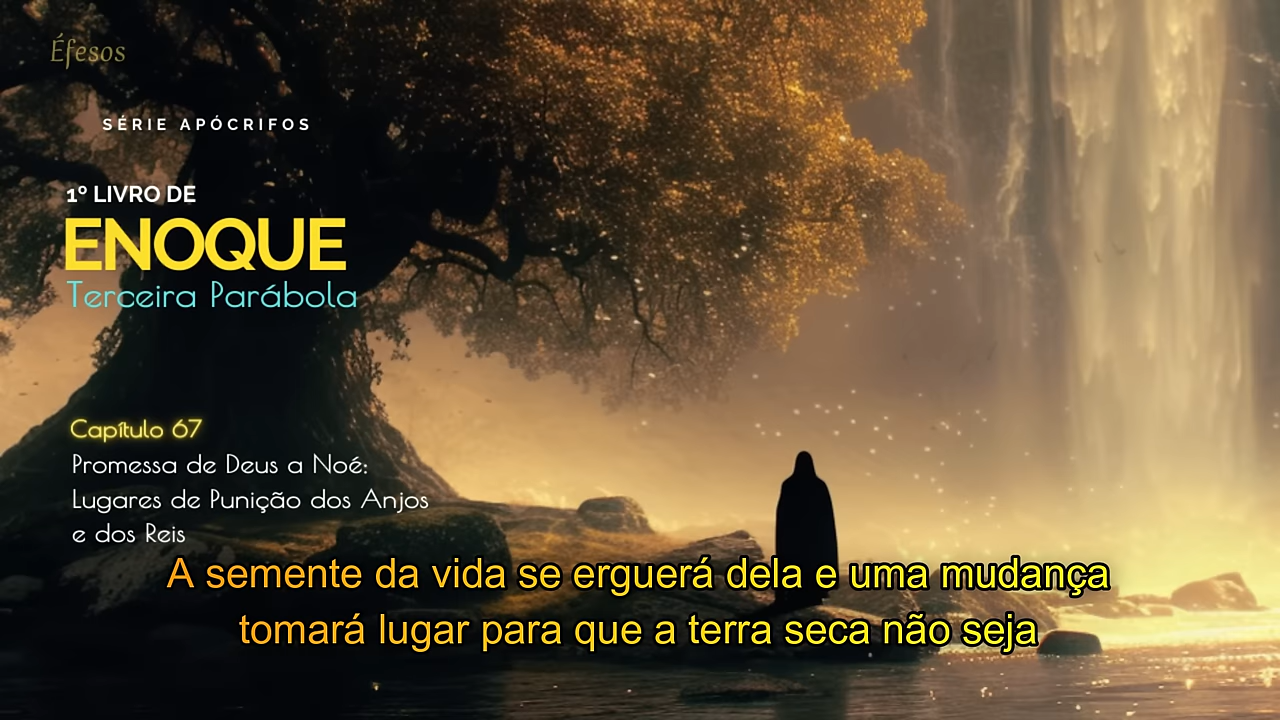 Éfesos
SÉRIE APÓCRIFOS
1º LIVRO DE
ENOQUE
Terceira Parábola
Capítulo 67
Promessa de Deus a Noé:
Lugares de Punição dos Anjos
e dos Reis
A semente da vida se erguerá dela e uma mudança
tomará lugar para que a terra seca não seja